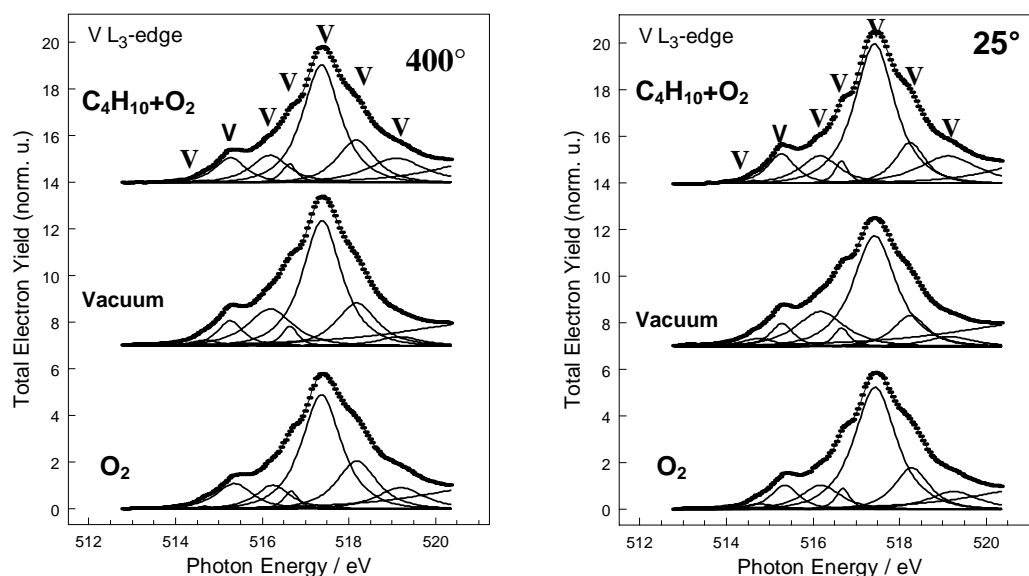 V L3-edge
400°
V
V
V
V
V
V
V
C4H10+O2
Vacuum
O2
20
18
16
14
12
10
8
6
4
2
0
Total Electron Yield (norm. u.)
512
514
516
518
520
Photon Energy / eV
V L3-edge
25°
V
V
V
V
V
V
V
C4H10+O2
Vacuum
O2
20
18
16
14
12
10
8
6
4
2
0
Total Electron Yield (norm. u.)
512
514
516
518
520
Photon Energy / eV